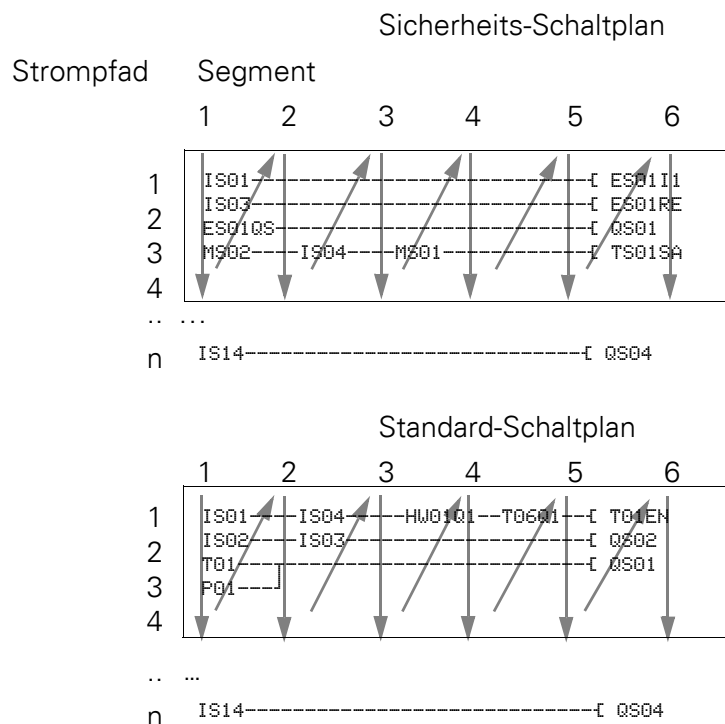 Sicherheits-Schaltplan
Strompfad Segment
1 2 3 4 5 6
1 IS01----------------------------[ ES01I1
2 IS03----------------------------[ ES01RE
3 ES01QS--------------------------[ QS01
4 MS02----IS04----MS01------------[ TS01SA
.. ...
n IS14----------------------------[ QS04
Standard-Schaltplan
1 2 3 4 5 6
1 IS01----IS04-----HW01Q1--T06Q1--[ T01EN
2 IS02----IS03--------------------[ QS02
3 T01-----------------------------[ QS01
4 P01----
.. ...
n IS14-----------------------------[ QS04